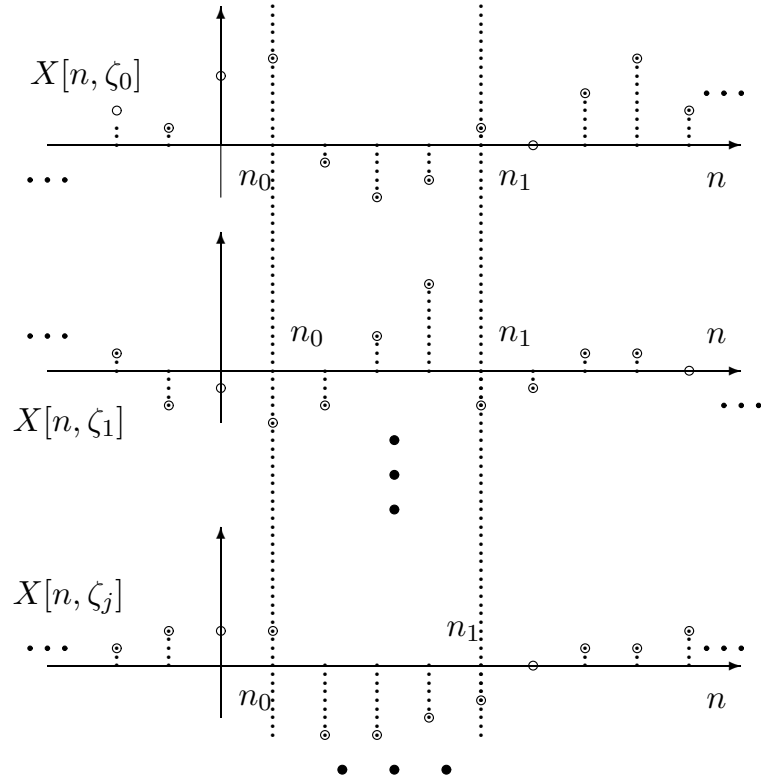 X[n, ζ₀]
n₀ n₁ n
n₀ n₁ n
X[n, ζ₁]
X[n, ζⱼ]
n₁
n₀ n